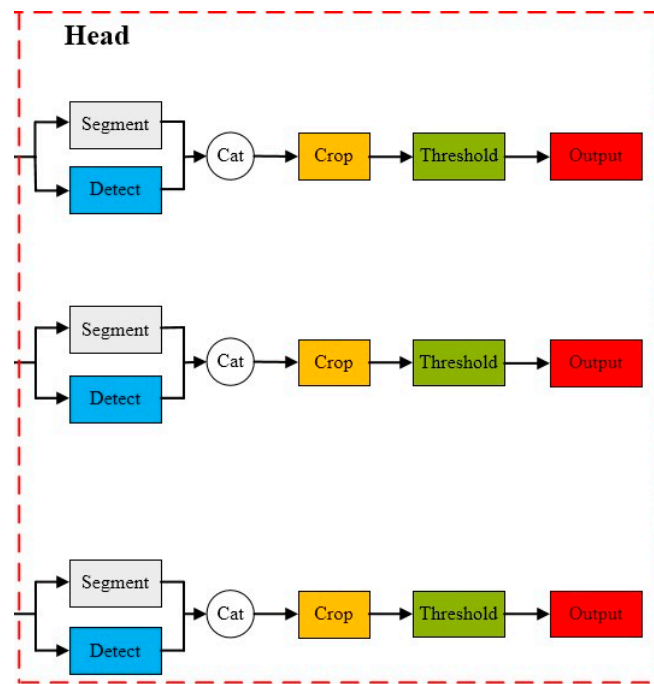 Head
Segment
Detect
Cat
Crop
Threshold
Output
Segment
Detect
Cat
Crop
Threshold
Output
Segment
Detect
Cat
Crop
Threshold
Output